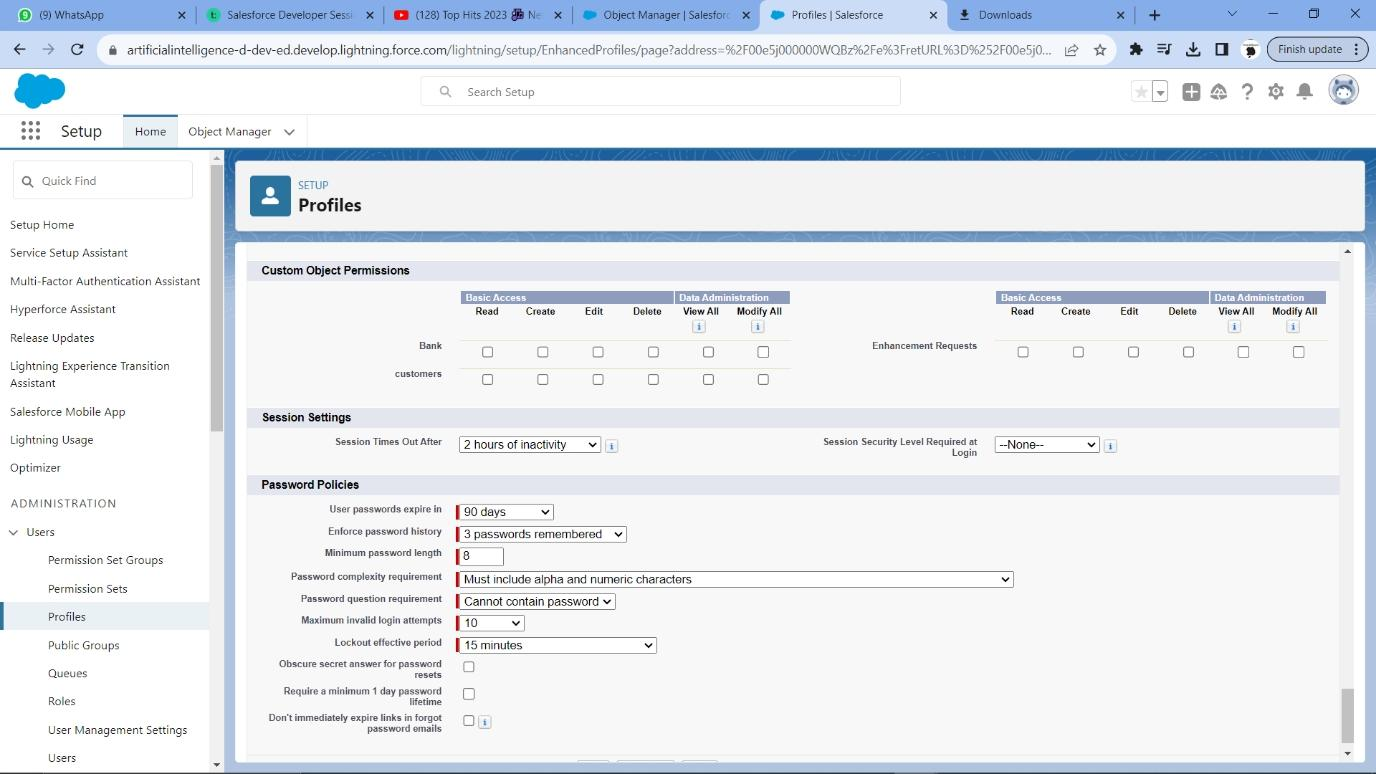 (9) WhatsApp
Salesforce Developer Sessi
(128) Top Hits 2023 Ne
Object Manager | Salesforc
Profiles | Salesforce
Downloads
artificialintelligence-d-dev-ed.develop.lightning.force.com/lightning/setup/EnhancedProfiles/page?address=%2F00e5j000000WQBz%2Fe%3FretURL%3D%252F00e5j0...
Finish update
Search Setup
Setup
Home
Object Manager
Quick Find
SETUP
Profiles
Setup Home
Service Setup Assistant
Multi-Factor Authentication Assistant
Hyperforce Assistant
Release Updates
Lightning Experience Transition
Assistant
Salesforce Mobile App
Lightning Usage
Optimizer
ADMINISTRATION
Users
Permission Set Groups
Permission Sets
Profiles
Public Groups
Queues
Roles
User Management Settings
Users
Custom Object Permissions
Basic Access Data Administration
Read Create Edit Delete View All Modify All
Bank
customers
Basic Access Data Administration
Read Create Edit Delete View All Modify All
Enhancement Requests
Session Settings
Session Times Out After 2 hours of inactivity
Session Security Level Required at
Login
--None--
Password Policies
User passwords expire in 90 days
Enforce password history 3 passwords remembered
Minimum password length 8
Password complexity requirement Must include alpha and numeric characters
Password question requirement Cannot contain password
Maximum invalid login attempts 10
Lockout effective period 15 minutes
Obscure secret answer for password
resets
Require a minimum 1 day password
lifetime
Don't immediately expire links in forgot
password emails